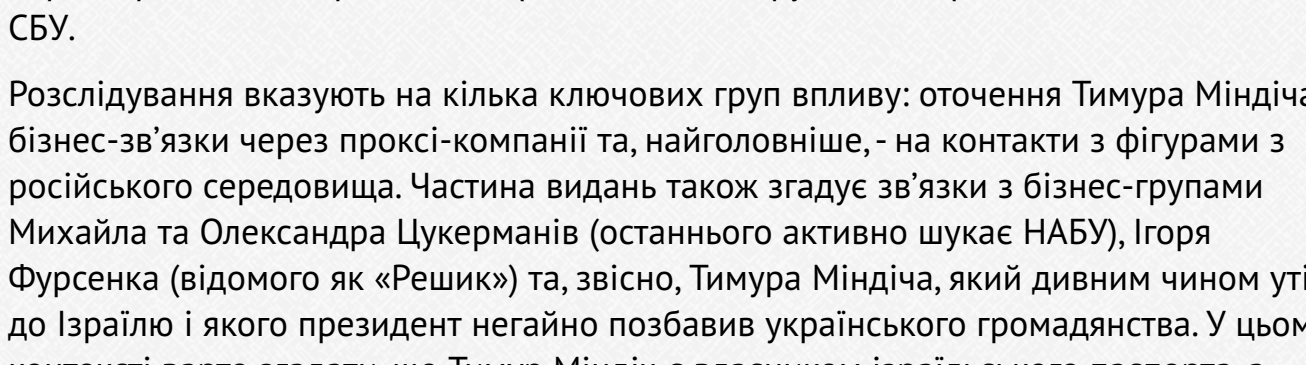 СБУ.
Розслідування вказують на кілька ключових груп впливу: оточення Тимура Міндіча
бізнес-зв’язки через проксі-компанії та, найголовніше, - на контакти з фігурами з
російського середовища. Частина видань також згадує зв’язки з бізнес-групами
Михайла та Олександра Цукерманів (останнього активно шукає НАБУ), Ігоря
Фурсенка (відомого як «Решик») та, звісно, Тимура Міндіча, який дивним чином уті
до Ізраїлю і якого президент негайно позбавив українського громадянства. У цьом